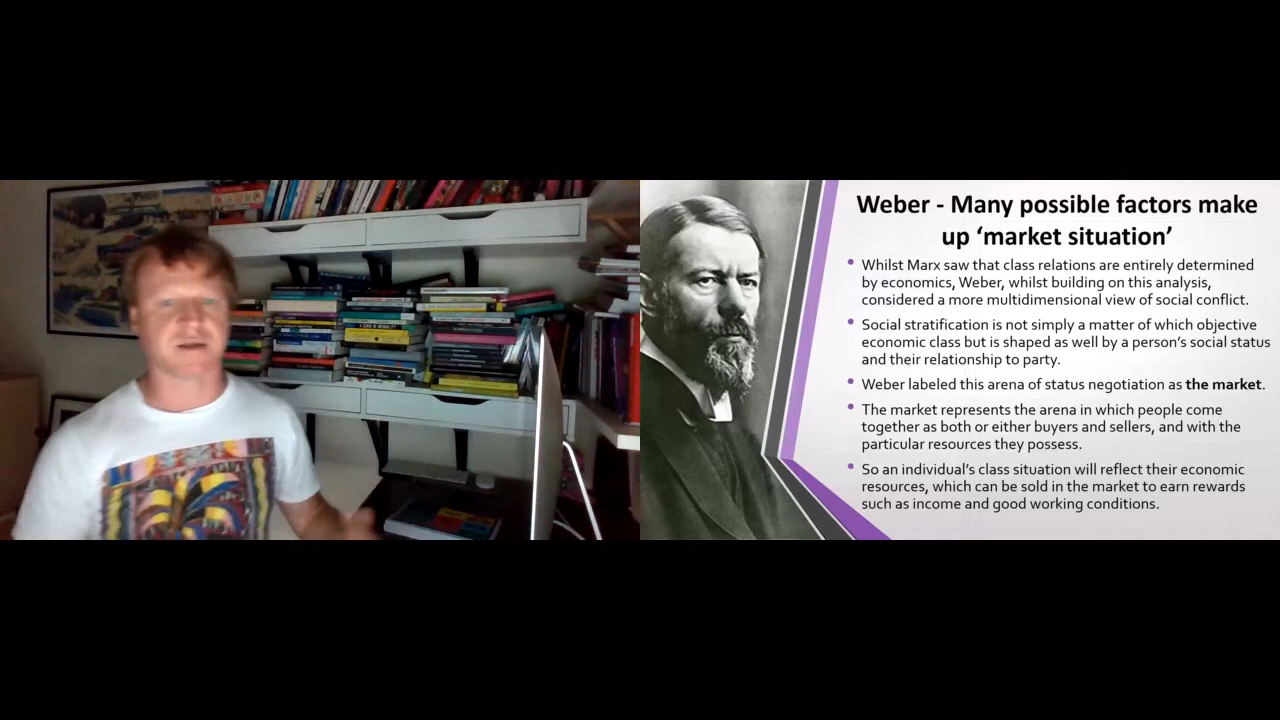 Weber - Many possible factors make
up ‘market situation’
• Whilst Marx saw that class relations are entirely determined
by economics, Weber, whilst building on this analysis,
considered a more multidimensional view of social conflict.
• Social stratification is not simply a matter of which objective
economic class but is shaped as well by a person’s social status
and their relationship to party.
• Weber labeled this arena of status negotiation as the market.
• The market represents the arena in which people come
together as both or either buyers and sellers, and with the
particular resources they possess.
• So an individual’s class situation will reflect their economic
resources, which can be sold in the market to earn rewards
such as income and good working conditions.